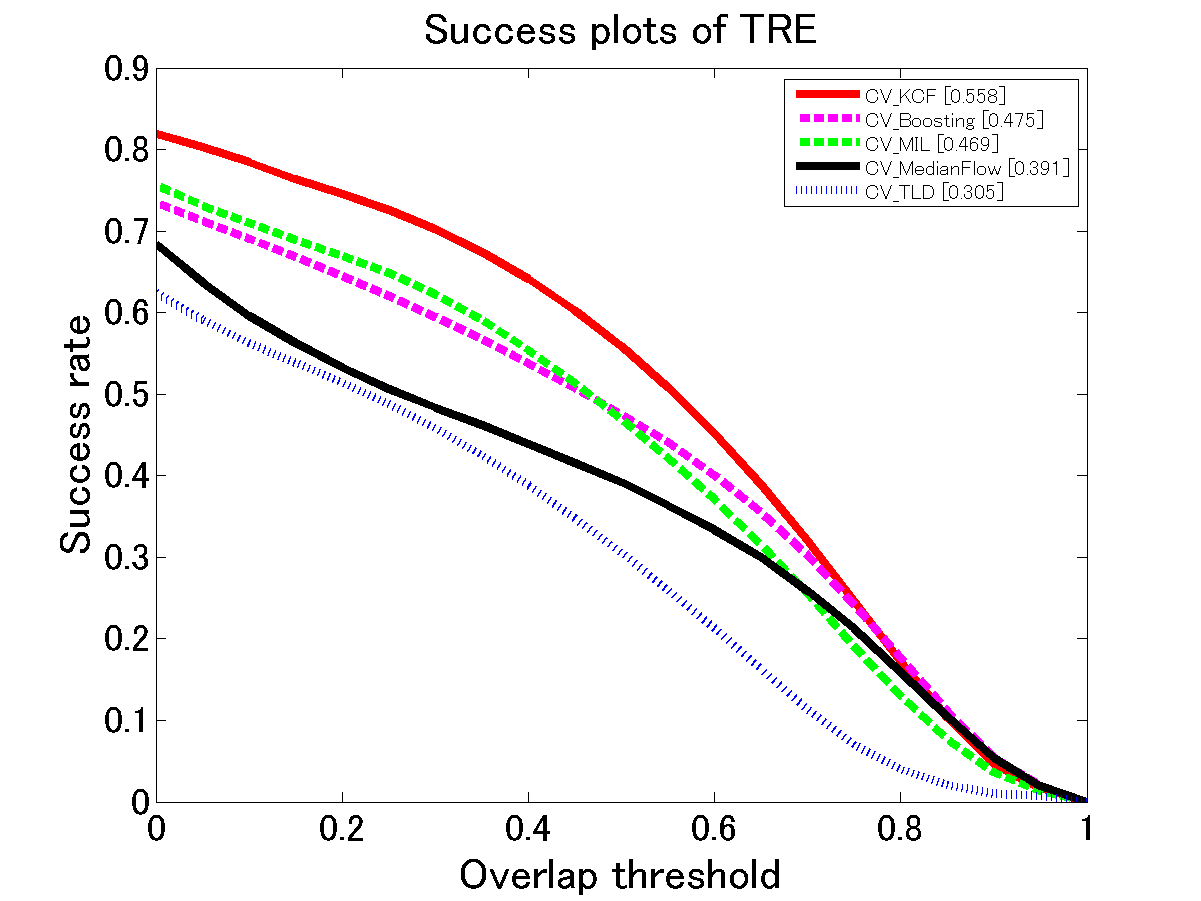 Success plots of TRE
0.9
0.8
0.7
0.6
0.5
0.4
0.3
0.2
0.1
0
Success rate
CV_KCF [0.558]
CV_Boosting [0.475]
CV_MIL [0.469]
CV_MedianFlow [0.391]
CV_TLD [0.305]
0 0.2 0.4 0.6 0.8 1
Overlap threshold